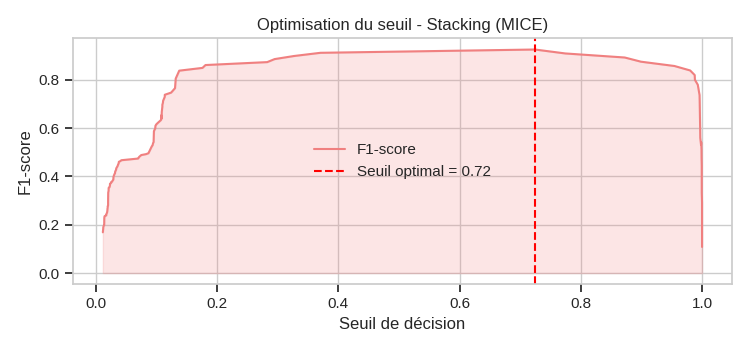 Optimisation du seuil - Stacking (MICE)
F1-score
0.8
0.6
0.4
0.2
0.0
F1-score
Seuil optimal = 0.72
0.0 0.2 0.4 0.6 0.8 1.0
Seuil de décision